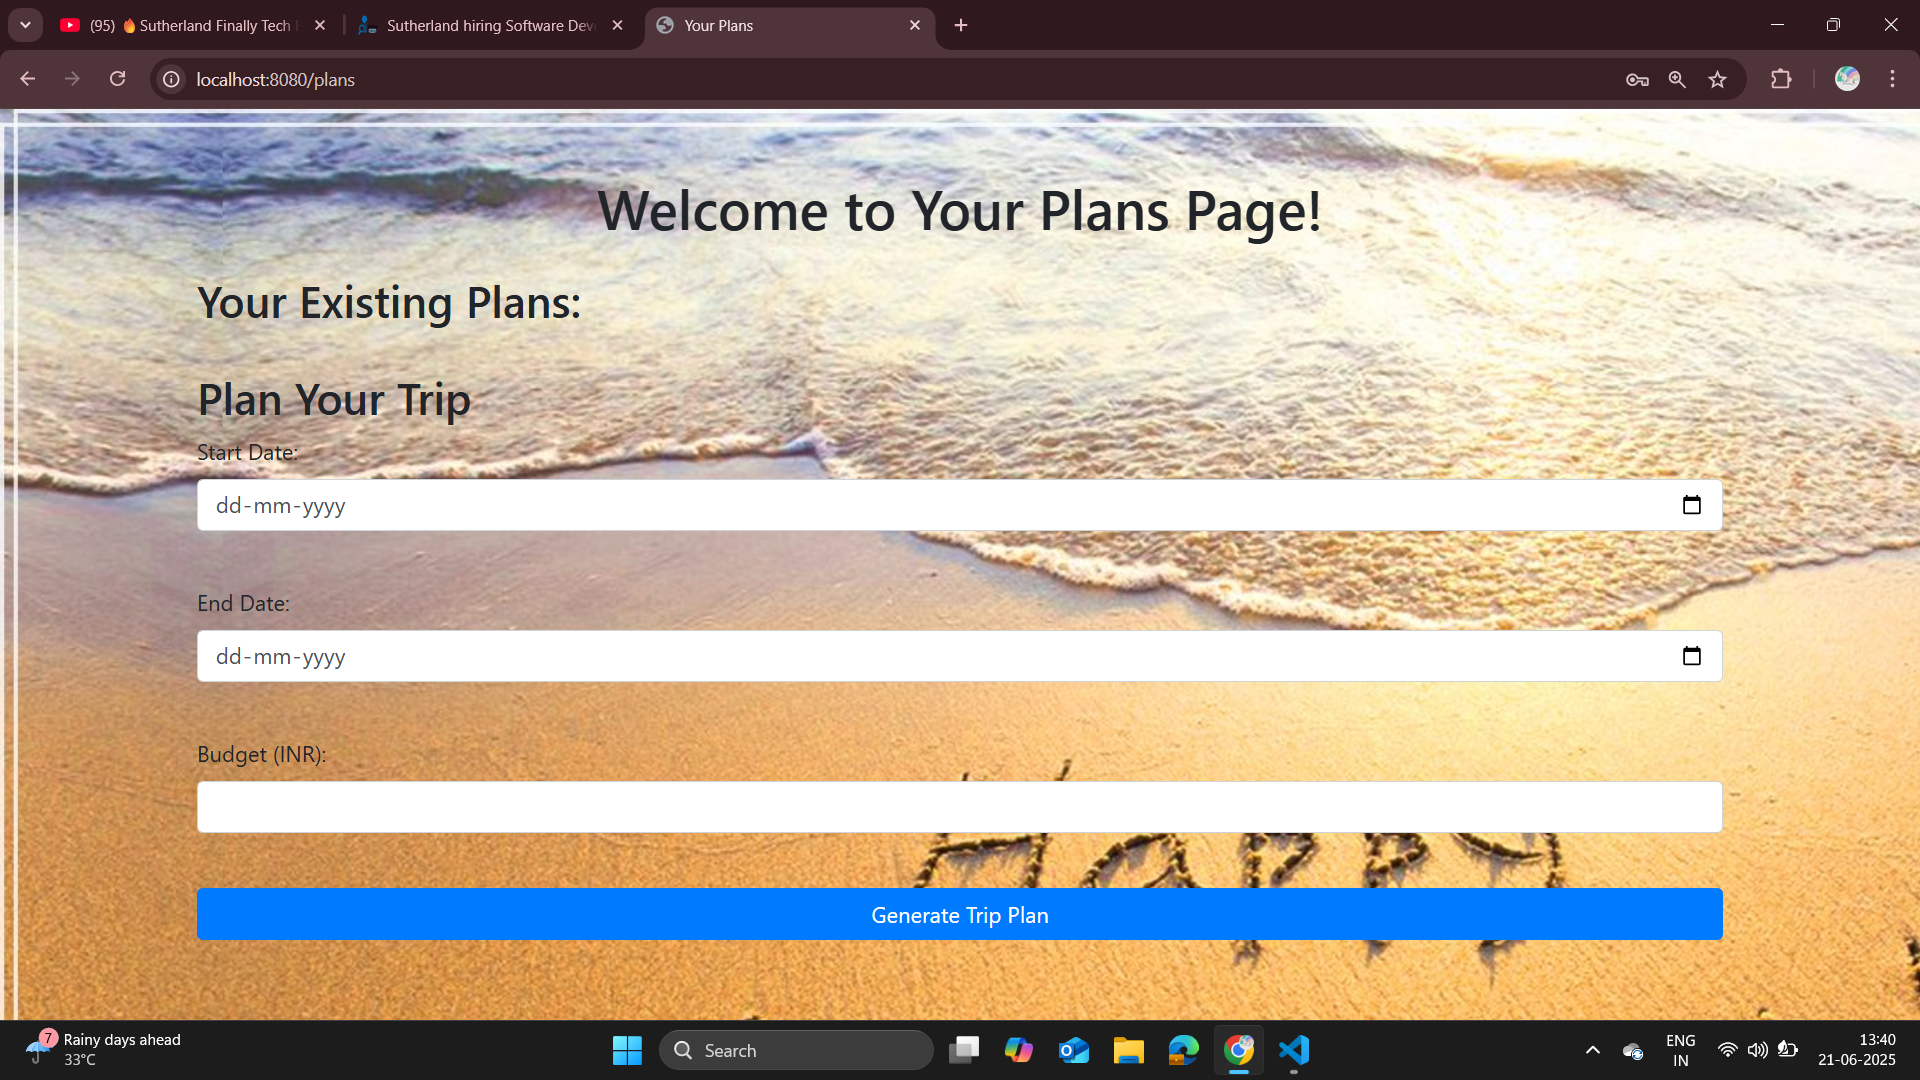 (95) 🔥Sutherland Finally Tech
Sutherland hiring Software Dev
Your Plans
localhost:8080/plans
Welcome to Your Plans Page!
Your Existing Plans:
Plan Your Trip
Start Date:
dd-mm-yyyy
End Date:
dd-mm-yyyy
Budget (INR):
Generate Trip Plan
7
Rainy days ahead
33°C
Search
ENG
IN
13:40
21-06-2025